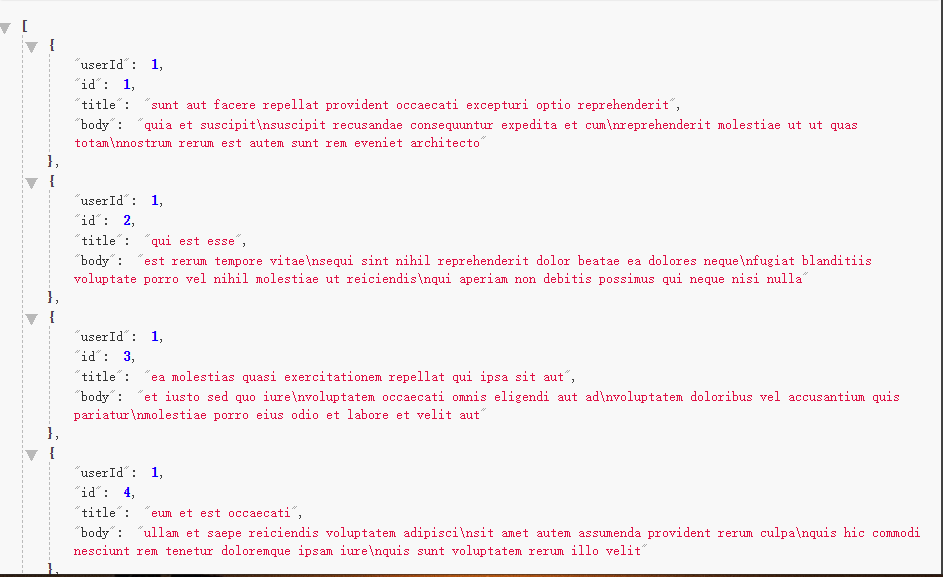 [
{
"userId": 1,
"id": 1,
"title": "sunt aut facere repellat provident occaecati excepturi optio reprehenderit",
"body": "quia et suscipit\nsuscipit recusandae consequuntur expedita et cum\nreprehenderit molestiae ut ut quas
totam\nnostrum rerum est autem sunt rem eveniet architecto"
},
{
"userId": 1,
"id": 2,
"title": "qui est esse",
"body": "est rerum tempore vitae\nsequi sint nihil reprehenderit dolor beatae ea dolores neque\nfugiat blanditiis
voluptate porro vel nihil molestiae ut reiciendis\nqui aperiam non debitis possimus qui neque nisi nulla"
},
{
"userId": 1,
"id": 3,
"title": "ea molestias quasi exercitationem repellat qui ipsa sit aut",
"body": "et iusto sed quo iure\nvoluptatem occaecati omnis eligendi aut ad\nvoluptatem doloribus vel accusantium quis
pariatur\nmolestiae porro eius odio et labore et velit aut"
},
{
"userId": 1,
"id": 4,
"title": "eum et est occaecati",
"body": "ullam et saepe reiciendis voluptatem adipisci\nsit amet autem assumenda provident rerum culpa\nquis hic commodi
nesciunt rem tenetur doloremque ipsam iure\nquis sunt voluptatem rerum illo velit"
},